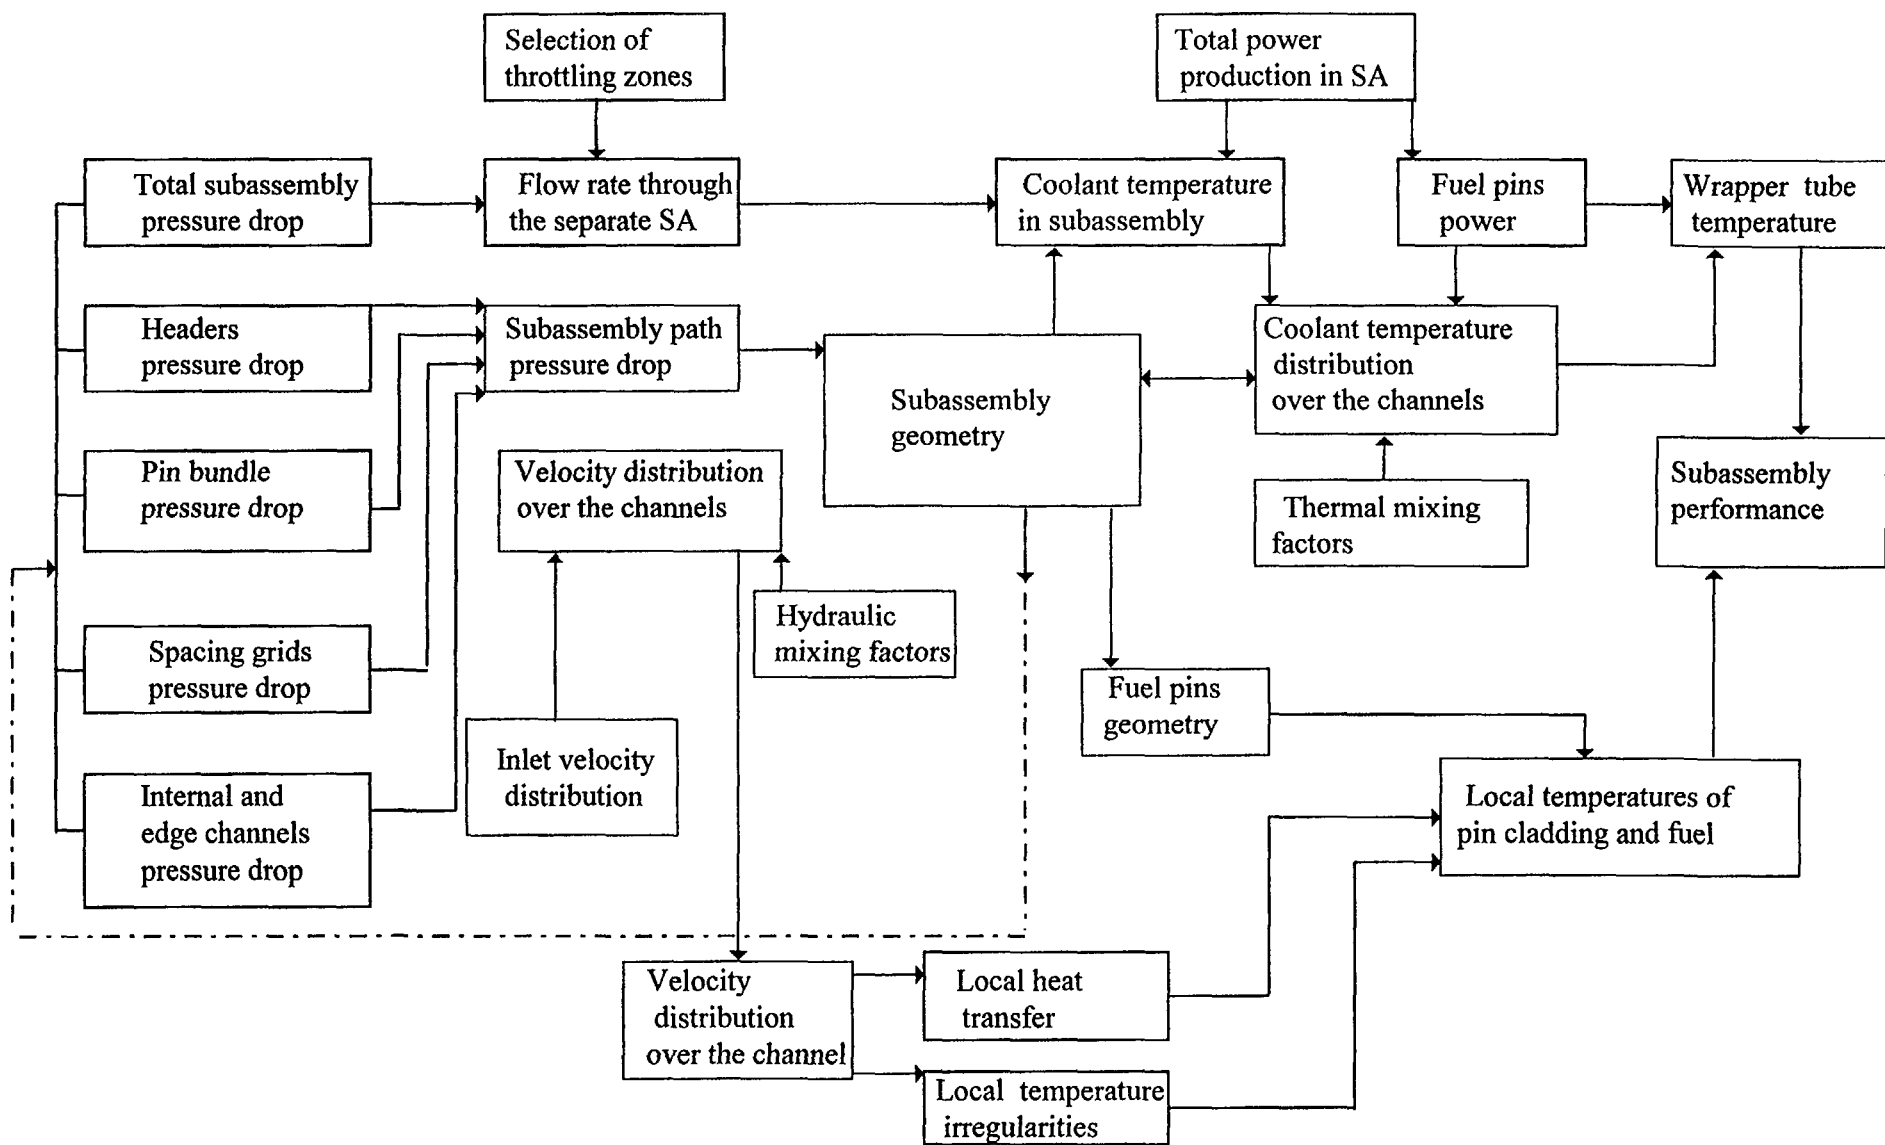 Selection of
throttling zones
Total power
production in SA
Total subassembly
pressure drop
Flow rate through
the separate SA
Coolant temperature
in subassembly
Fuel pins
power
Wrapper tube
temperature
Headers
pressure drop
Subassembly path
pressure drop
Subassembly
geometry
Coolant temperature
distribution
over the channels
Pin bundle
pressure drop
Velocity distribution
over the channels
Thermal mixing
factors
Subassembly
performance
Hydraulic
mixing factors
Spacing grids
pressure drop
Fuel pins
geometry
Inlet velocity
distribution
Internal and
edge channels
pressure drop
Local temperatures of
pin cladding and fuel
Velocity
distribution
over the channel
Local heat
transfer
Local temperature
irregularities